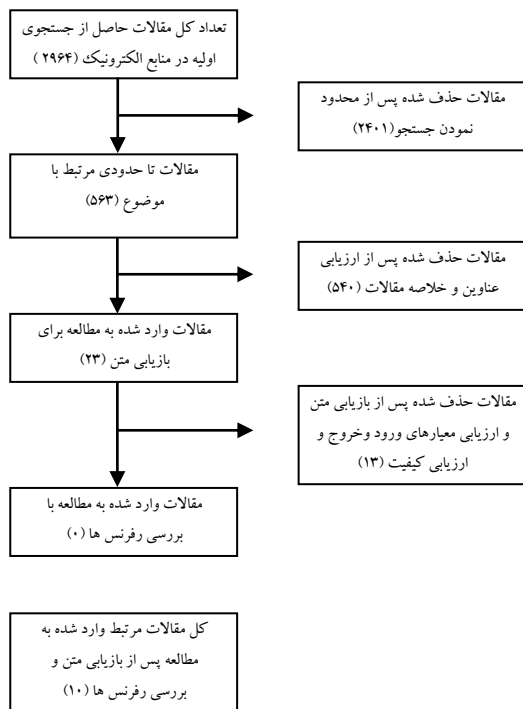 تعداد کل مقالات حاصل از جستجوی
اولیه در منابع الکترونیک (۲۹۶۴ )
مقالات حذف شده پس از محدود
نمودن جستجو(۲۴۰۱)
مقالات تا حدودی مرتبط با
موضوع (۵۶۳)
مقالات حذف شده پس از ارزیابی
عناوین و خلاصه مقالات (۵۴۰)
مقالات وارد شده به مطالعه برای
بازیابی متن (۲۳)
مقالات حذف شده پس از بازیابی متن
و ارزیابی معیارهای ورود وخروج و
ارزیابی کیفیت (۱۳)
مقالات وارد شده به مطالعه با
بررسی رفرنس ها (۰)
کل مقالات مرتبط وارد شده به
مطالعه پس از بازیابی متن و
بررسی رفرنس ها (۱۰)